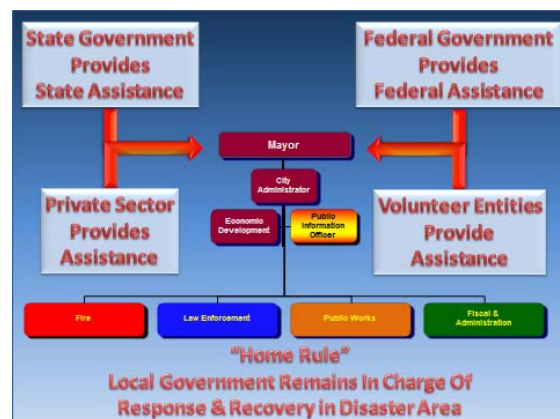 State Government
Provides
State Assistance
Federal Government
Provides
Federal Assistance
Mayor
City
Administrator
Private Sector
Provides
Assistance
Economic
Development
Public
Information
Officer
Volunteer Entities
Provide
Assistance
Fire
Law Enforcement
Public Works
Fiscal &
Administration
"Home Rule"
Local Government Remains In Charge Of
Response & Recovery in Disaster Area